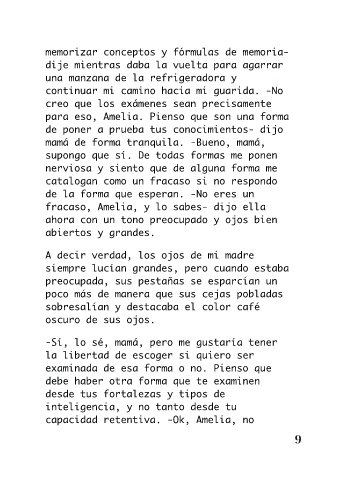 memorizar conceptos y fórmulas de memoria-
dije mientras daba la vuelta para agarrar
una manzana de la refrigeradora y
continuar mi camino hacia mi guarida. -No
creo que los exámenes sean precisamente
para eso, Amelia. Pienso que son una forma
de poner a prueba tus conocimientos- dijo
mamá de forma tranquila. -Bueno, mamá,
supongo que sí. De todas formas me ponen
nerviosa y siento que de alguna forma me
catalogan como un fracaso si no respondo
de la forma que esperan. -No eres un
fracaso, Amelia, y lo sabes- dijo ella
ahora con un tono preocupado y ojos bien
abiertos y grandes.
A decir verdad, los ojos de mi madre
siempre lucían grandes, pero cuando estaba
preocupada, sus pestañas se esparcían un
poco más de manera que sus cejas pobladas
sobresalían y destacaba el color café
oscuro de sus ojos.
-Sí, lo sé, mamá, pero me gustaría tener
la libertad de escoger si quiero ser
examinada de esa forma o no. Pienso que
debe haber otra forma que te examinen
desde tus fortalezas y tipos de
inteligencia, y no tanto desde tu
capacidad retentiva. -Ok, Amelia, no
9